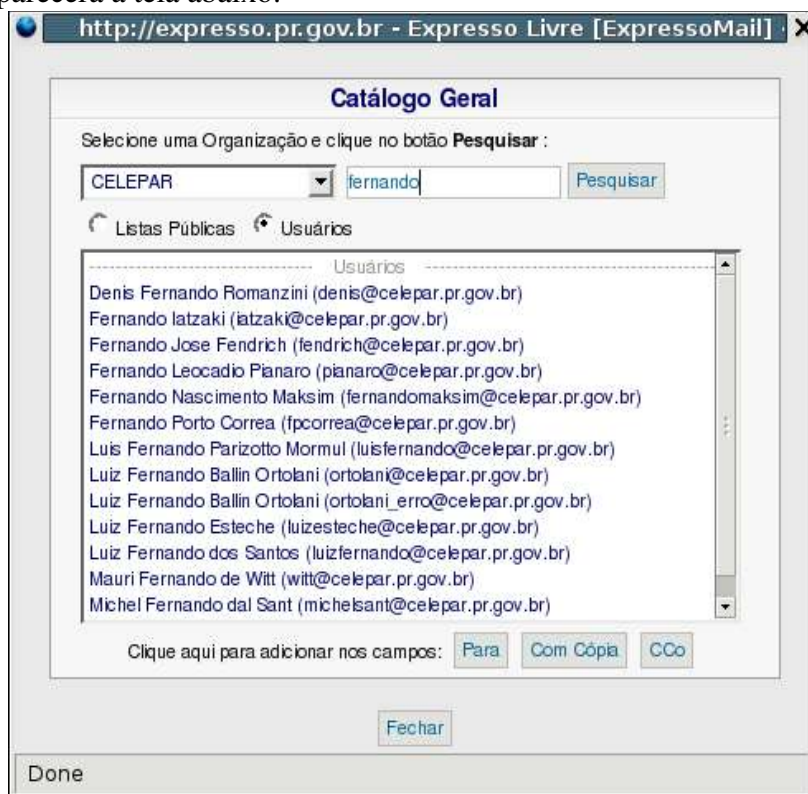 parecerá a tela abaixo:
http://expresso.pr.gov.br - Expresso Livre [ExpressoMail]
Catálogo Geral
Selecione uma Organização e clique no botão Pesquisar :
CELEPAR fernando Pesquisar
Listas Públicas Usuários
Usuários
Denis Fernando Romanzini (denis@celepar.pr.gov.br)
Fernando Iatzaki (iatzaki@celepar.pr.gov.br)
Fernando Jose Fendrich (fendrich@celepar.pr.gov.br)
Fernando Leocadio Pianaro (pianaro@celepar.pr.gov.br)
Fernando Nascimento Maksim (fernandomaksim@celepar.pr.gov.br)
Fernando Porto Correa (fpcorrea@celepar.pr.gov.br)
Luis Fernando Parizotto Mormul (luisfernando@celepar.pr.gov.br)
Luiz Fernando Ballin Ortolani (ortolani@celepar.pr.gov.br)
Luiz Fernando Ballin Ortolani (ortolani_erro@celepar.pr.gov.br)
Luiz Fernando Esteche (luizesteche@celepar.pr.gov.br)
Luiz Fernando dos Santos (luizfernando@celepar.pr.gov.br)
Mauri Fernando de Witt (witt@celepar.pr.gov.br)
Michel Fernando dal Sant (michelsant@celepar.pr.gov.br)
Clique aqui para adicionar nos campos: Para Com Cópia CCo
Fechar
Done